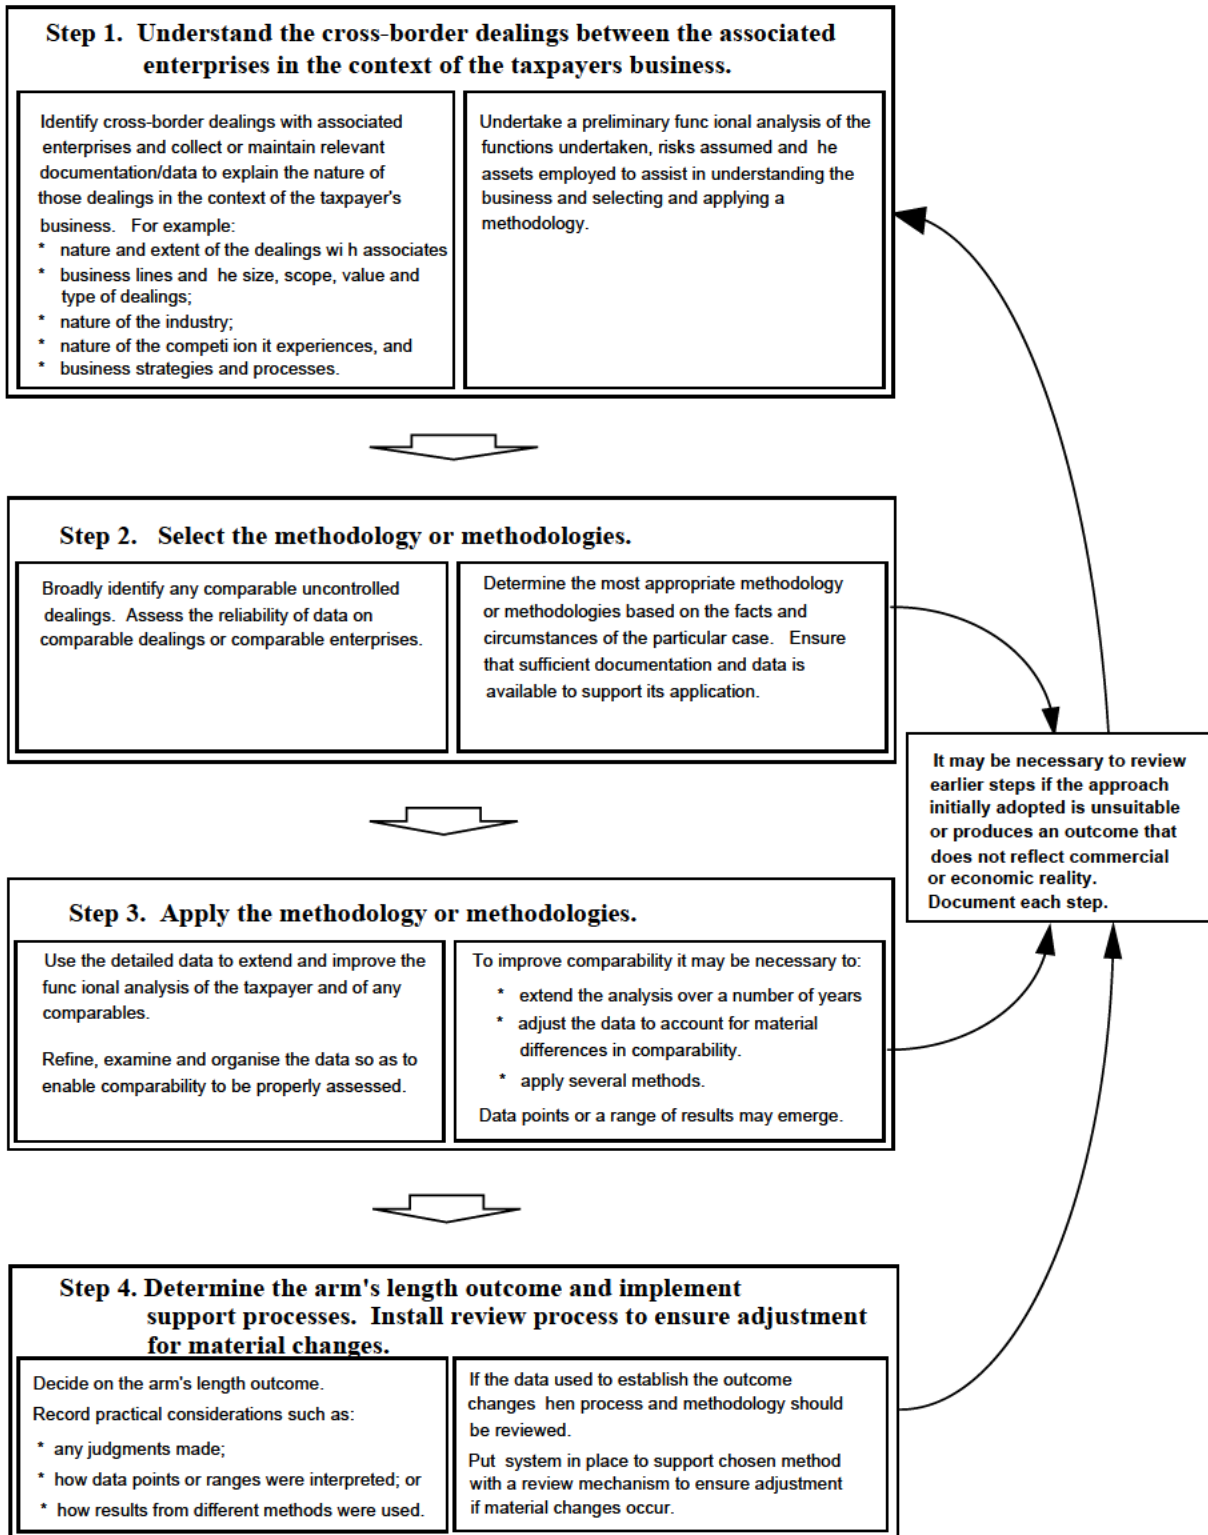 Step 1. Understand the cross-border dealings between the associated
enterprises in the context of the taxpayers business.
Identify cross-border dealings with associated
enterprises and collect or maintain relevant
documentation/data to explain the nature of
those dealings in the context of the taxpayer's
business. For example:
* nature and extent of the dealings wi h associates
* business lines and he size, scope, value and
type of dealings;
* nature of the industry;
* nature of the competi ion it experiences, and
* business strategies and processes.
Undertake a preliminary func ional analysis of the
functions undertaken, risks assumed and he
assets employed to assist in understanding the
business and selecting and applying a
methodology.
Step 2. Select the methodology or methodologies.
Broadly identify any comparable uncontrolled
dealings. Assess the reliability of data on
comparable dealings or comparable enterprises.
Determine the most appropriate methodology
or methodologies based on the facts and
circumstances of the particular case. Ensure
that sufficient documentation and data is
available to support its application.
It may be necessary to review
earlier steps if the approach
initially adopted is unsuitable
or produces an outcome that
does not reflect commercial
or economic reality.
Document each step.
Step 3. Apply the methodology or methodologies.
Use the detailed data to extend and improve the
func ional analysis of the taxpayer and of any
comparables.
Refine, examine and organise the data so as to
enable comparability to be properly assessed.
To improve comparability it may be necessary to:
* extend the analysis over a number of years
* adjust the data to account for material
differences in comparability.
* apply several methods.
Data points or a range of results may emerge.
Step 4. Determine the arm's length outcome and implement
support processes. Install review process to ensure adjustment
for material changes.
Decide on the arm's length outcome.
Record practical considerations such as:
* any judgments made;
* how data points or ranges were interpreted; or
* how results from different methods were used.
If the data used to establish the outcome
changes hen process and methodology should
be reviewed.
Put system in place to support chosen method
with a review mechanism to ensure adjustment
if material changes occur.